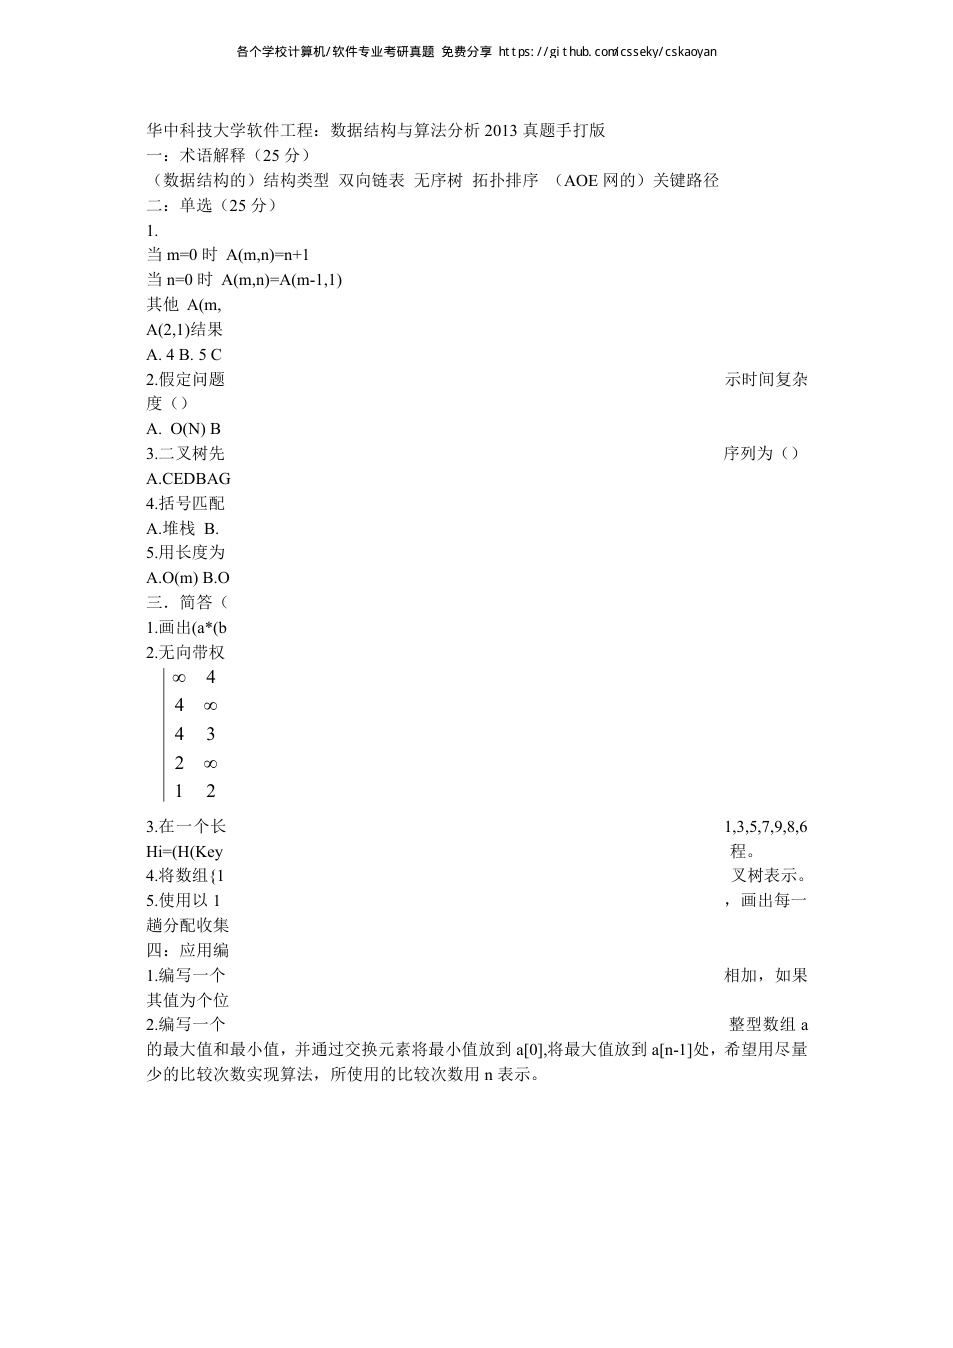 各个学校计算机/软件专业考研真题 免费分享 https://github.com/csseky/cskaoyan
华中科技大学软件工程：数据结构与算法分析 2013 真题手打版
一：术语解释（25 分）
（数据结构的）结构类型 双向链表 无序树 拓扑排序 （AOE 网的）关键路径
二：单选（25 分）
1.
当 m=0 时 A(m,n)=n+1
当 n=0 时 A(m,n)=A(m-1,1)
其他 A(m,
A(2,1)结果
A. 4 B. 5 C
2.假定问题 示时间复杂
度（）
A. O(N) B
3.二叉树先 序列为（）
A.CEDBAG
4.括号匹配
A.堆栈 B.
5.用长度为
A.O(m) B.O
三．简答（
1.画出(a*(b
2.无向带权
∞ 4
4 ∞
4 3
2 ∞
1 2
3.在一个长 1,3,5,7,9,8,6
Hi=(H(Key 程。
4.将数组{1 叉树表示。
5.使用以 1 ，画出每一
趟分配收集
四：应用编
1.编写一个 相加，如果
其值为个位
2.编写一个 整型数组 a
的最大值和最小值，并通过交换元素将最小值放到 a[0],将最大值放到 a[n-1]处，希望用尽量
少的比较次数实现算法，所使用的比较次数用 n 表示。